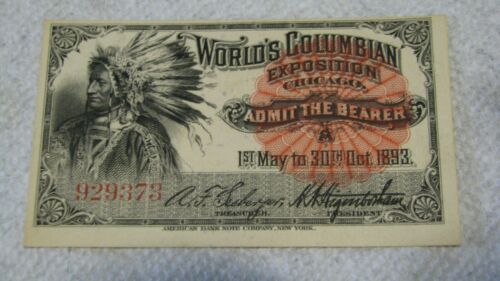 WORLD'S COLUMBIAN
EXPOSITION
CHICAGO.
ADMIT THE BEARER
A
1ST May to 30TH Oct. 1893.
929373
TREASURER. PRESIDENT
AMERICAN BANK NOTE COMPANY, NEW YORK.